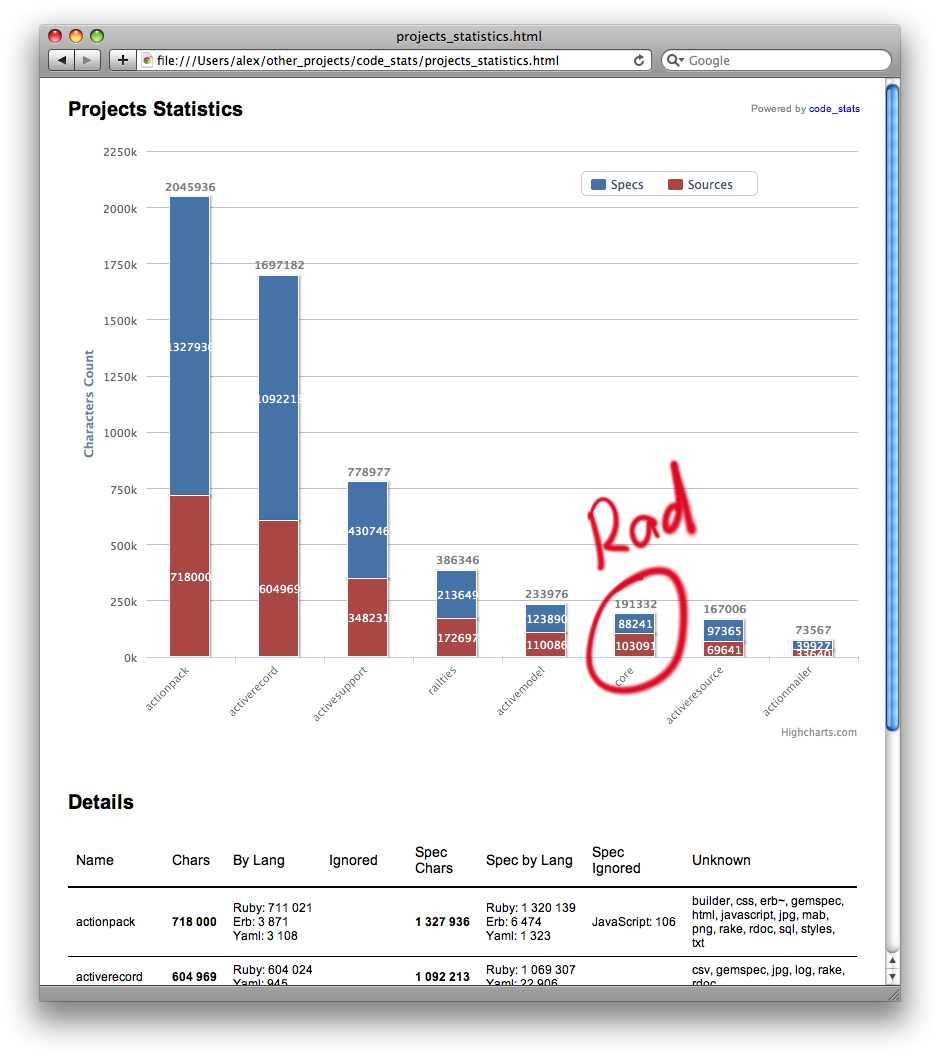 projects_statistics.html
file:///Users/alex/other_projects/code_stats/projects_statistics.html
Google
Projects Statistics
Powered by code_stats
2250k
2000k
1750k
1500k
1250k
1000k
750k
500k
250k
0k
Characters Count
Specs Sources
2045936
1327936
718000
1697182
1092213
604969
778977
430746
348231
386346
213649
172697
233976
123890
110086
Rad
191332
88241
103091
167006
97365
69641
73567
39927
33640
actionpack
activerecord
activesupport
railties
activemodel
core
activeresource
actionmailer
Highcharts.com
Details
Name Chars By Lang Ignored Spec Chars Spec by Lang Spec Ignored Unknown
actionpack 718 000 Ruby: 711 021 1 327 936 Ruby: 1 320 139 JavaScript: 106 builder, css, erb~, gemspec,
Erb: 3 871 Erb: 6 474 html, javascript, jpg, mab,
Yaml: 3 108 Yaml: 1 323 png, rake, rdoc, sql, styles,
txt
activerecord 604 969 Ruby: 604 024 1 092 213 Ruby: 1 069 307 csv, gemspec, jpg, log, rake,
Yaml: 945 Yaml: 22 906 rdoc